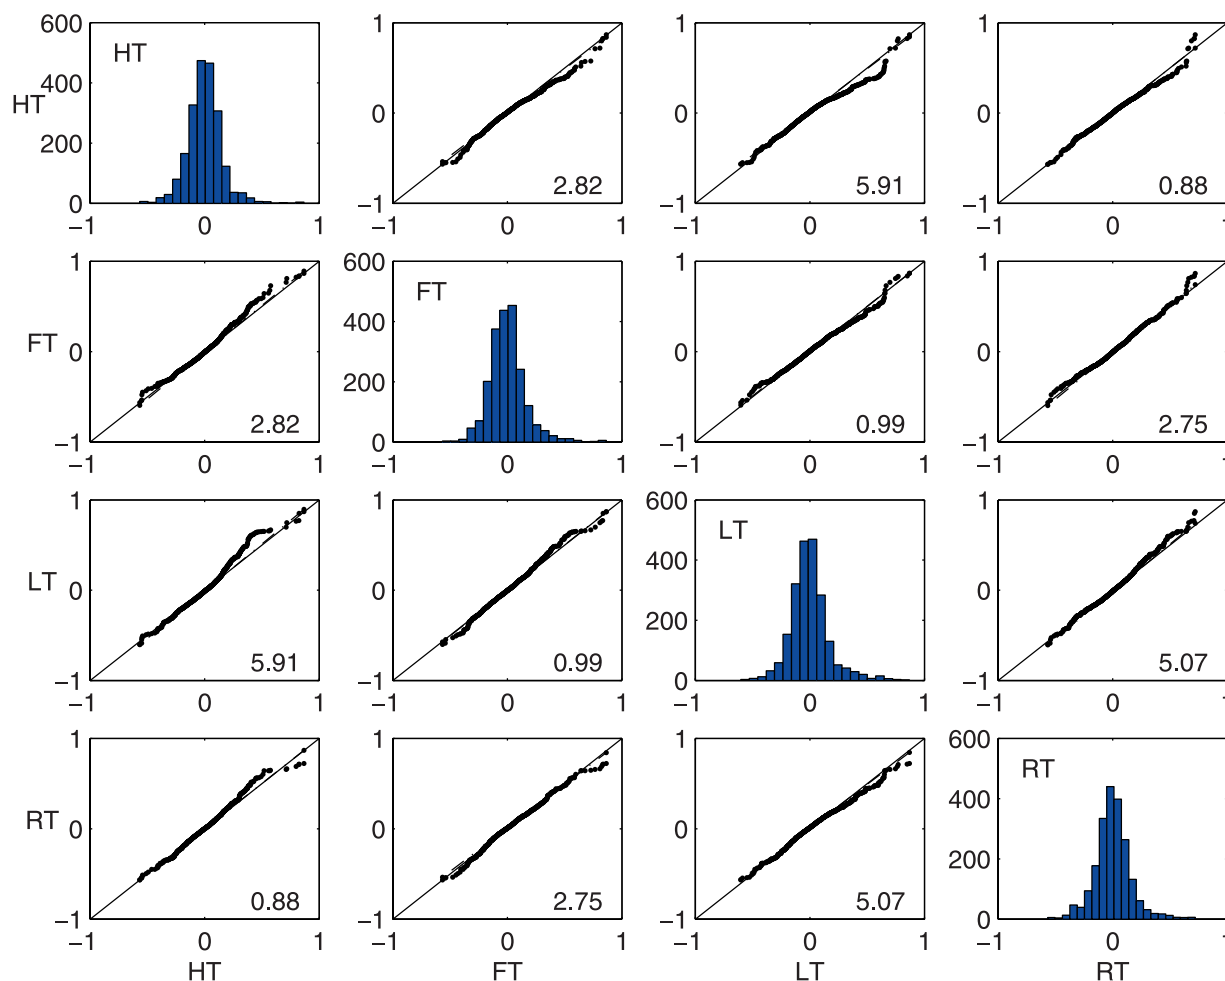 600 HT 1 1 1
400
HT 0 0 0
200
0 2.82 5.91 0.88
−1 −1 −1
−1 0 1 −1 0 1 −1 0 1 −1 0 1
1 600 FT 1 1
400
FT 0 0 0
200
2.82 0 0.99 2.75
−1 −1 −1
−1 0 1 −1 0 1 −1 0 1 −1 0 1
1 1 600 LT 1
400
LT 0 0 0
200
5.91 0.99 0 5.07
−1 −1 −1
−1 0 1 −1 0 1 −1 0 1 −1 0 1
1 1 1 600 RT
400
RT 0 0 0
200
0.88 2.75 5.07 0
−1 −1 −1
−1 0 1 −1 0 1 −1 0 1 −1 0 1
HT FT LT RT